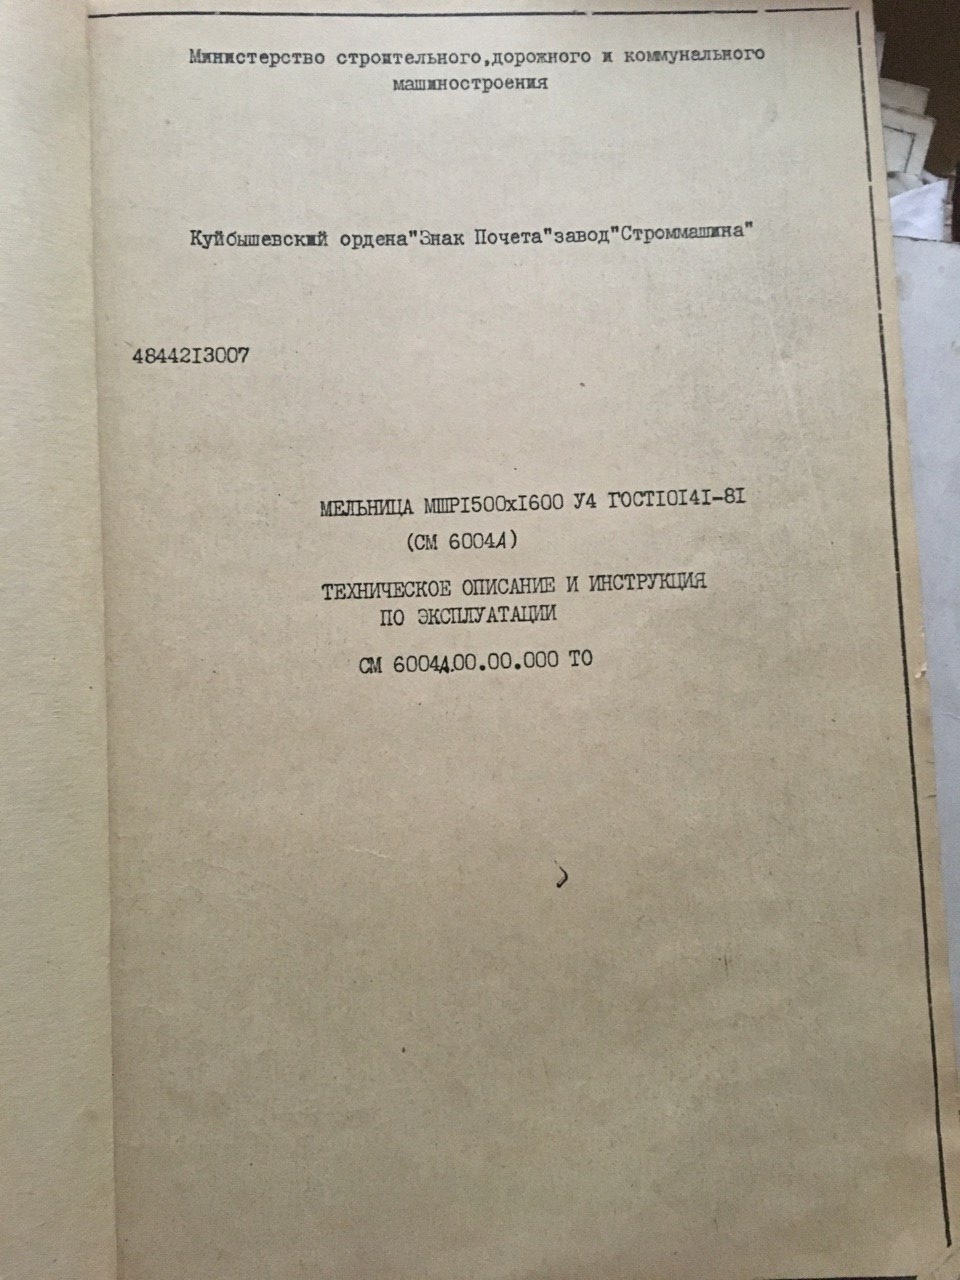 Министерство строительного,дорожного и коммунального
машиностроения
Куйбышевский ордена"Знак Почета"завод"Строммашина"
48442I3007
МЕЛЬНИЦА МШРI500хI600 У4 ГОСТI0I4I-8I
(СМ 6004А)
ТЕХНИЧЕСКОЕ ОПИСАНИЕ И ИНСТРУКЦИЯ
ПО ЭКСПЛУАТАЦИИ
СМ 6004А.00.00.000 ТО